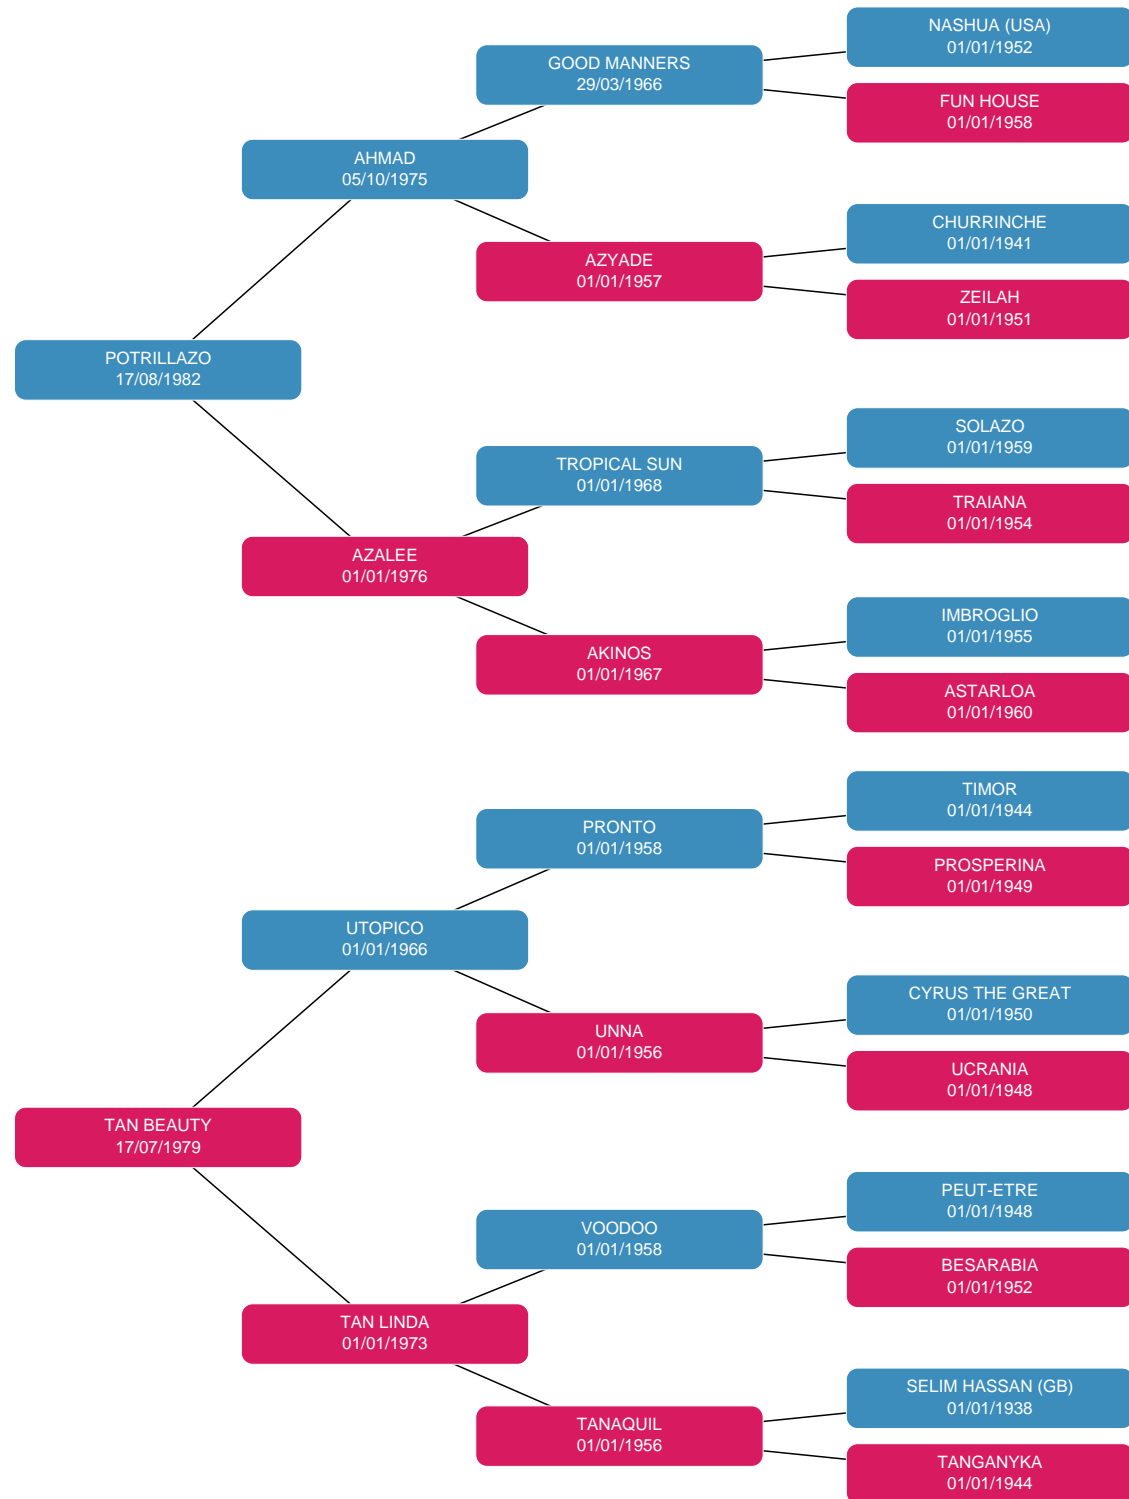 NASHUA (USA)
01/01/1952
GOOD MANNERS
29/03/1966
FUN HOUSE
01/01/1958
AHMAD
05/10/1975
CHURRINCHE
01/01/1941
AZYADE
01/01/1957
ZEILAH
01/01/1951
POTRILLAZO
17/08/1982
SOLAZO
01/01/1959
TROPICAL SUN
01/01/1968
TRAIANA
01/01/1954
AZALEE
01/01/1976
IMBROGLIO
01/01/1955
AKINOS
01/01/1967
ASTARLOA
01/01/1960
TIMOR
01/01/1944
PRONTO
01/01/1958
PROSPERINA
01/01/1949
UTOPICO
01/01/1966
CYRUS THE GREAT
01/01/1950
UNNA
01/01/1956
UCRANIA
01/01/1948
TAN BEAUTY
17/07/1979
PEUT-ETRE
01/01/1948
VOODOO
01/01/1958
BESARABIA
01/01/1952
TAN LINDA
01/01/1973
SELIM HASSAN (GB)
01/01/1938
TANAQUIL
01/01/1956
TANGANYKA
01/01/1944